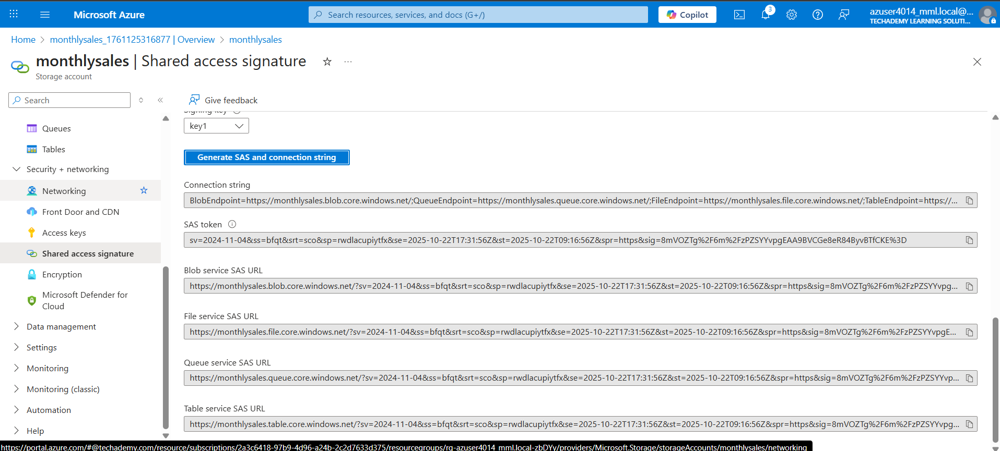 Microsoft Azure
Search resources, services, and docs (G+/)
Copilot
3
azuser4014_mml.local@...
TECHADEMY LEARNING SOLUTI...
Home > monthlysales_1761125316877 | Overview > monthlysales
monthlysales | Shared access signature
Storage account
Search
Give feedback
Queues
Tables
Security + networking
Networking
Front Door and CDN
Access keys
Shared access signature
Encryption
Microsoft Defender for
Cloud
Data management
Settings
Monitoring
Monitoring (classic)
Automation
Help
Signing key
key1
Generate SAS and connection string
Connection string
BlobEndpoint=https://monthlysales.blob.core.windows.net/;QueueEndpoint=https://monthlysales.queue.core.windows.net/;FileEndpoint=https://monthlysales.file.core.windows.net/;TableEndpoint=https://...
SAS token
sv=2024-11-04&ss=bfqt&srt=sco&sp=rwdlacupiytfx&se=2025-10-22T17:31:56Z&st=2025-10-22T09:16:56Z&spr=https&sig=8mVOZTg%2F6m%2FzPZSYYvpgEAA9BVCGe8eR84ByvBTfCKE%3D
Blob service SAS URL
https://monthlysales.blob.core.windows.net/?sv=2024-11-04&ss=bfqt&srt=sco&sp=rwdlacupiytfx&se=2025-10-22T17:31:56Z&st=2025-10-22T09:16:56Z&spr=https&sig=8mVOZTg%2F6m%2FzPZSYYvpg...
File service SAS URL
https://monthlysales.file.core.windows.net/?sv=2024-11-04&ss=bfqt&srt=sco&sp=rwdlacupiytfx&se=2025-10-22T17:31:56Z&st=2025-10-22T09:16:56Z&spr=https&sig=8mVOZTg%2F6m%2FzPZSYYvpgE...
Queue service SAS URL
https://monthlysales.queue.core.windows.net/?sv=2024-11-04&ss=bfqt&srt=sco&sp=rwdlacupiytfx&se=2025-10-22T17:31:56Z&st=2025-10-22T09:16:56Z&spr=https&sig=8mVOZTg%2F6m%2FzPZSYYvp...
Table service SAS URL
https://monthlysales.table.core.windows.net/?sv=2024-11-04&ss=bfqt&srt=sco&sp=rwdlacupiytfx&se=2025-10-22T17:31:56Z&st=2025-10-22T09:16:56Z&spr=https&sig=8mVOZTg%2F6m%2FzPZSYYvpg...
https://portal.azure.com/#@techademy.com/resource/subscriptions/2a3c6418-97b9-4d96-a24b-2c2d7633d375/resourcegroups/rg-azuser4014_mml.local-zbDYy/providers/Microsoft.Storage/storageAccounts/monthlysales/networking